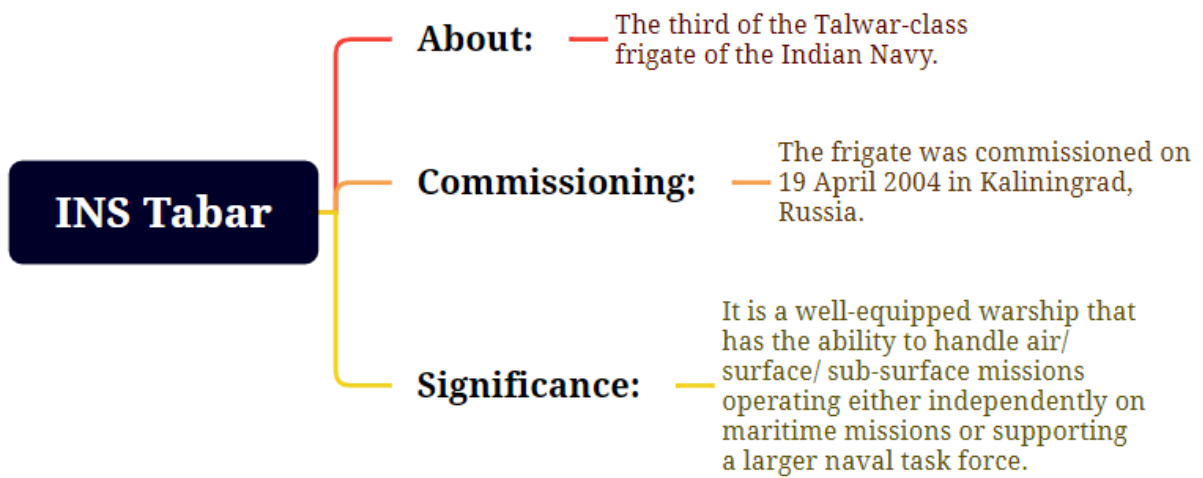 INS Tabar
About:
The third of the Talwar-class
frigate of the Indian Navy.
Commissioning:
The frigate was commissioned on
19 April 2004 in Kaliningrad,
Russia.
Significance:
It is a well-equipped warship that
has the ability to handle air/
surface/ sub-surface missions
operating either independently on
maritime missions or supporting
a larger naval task force.